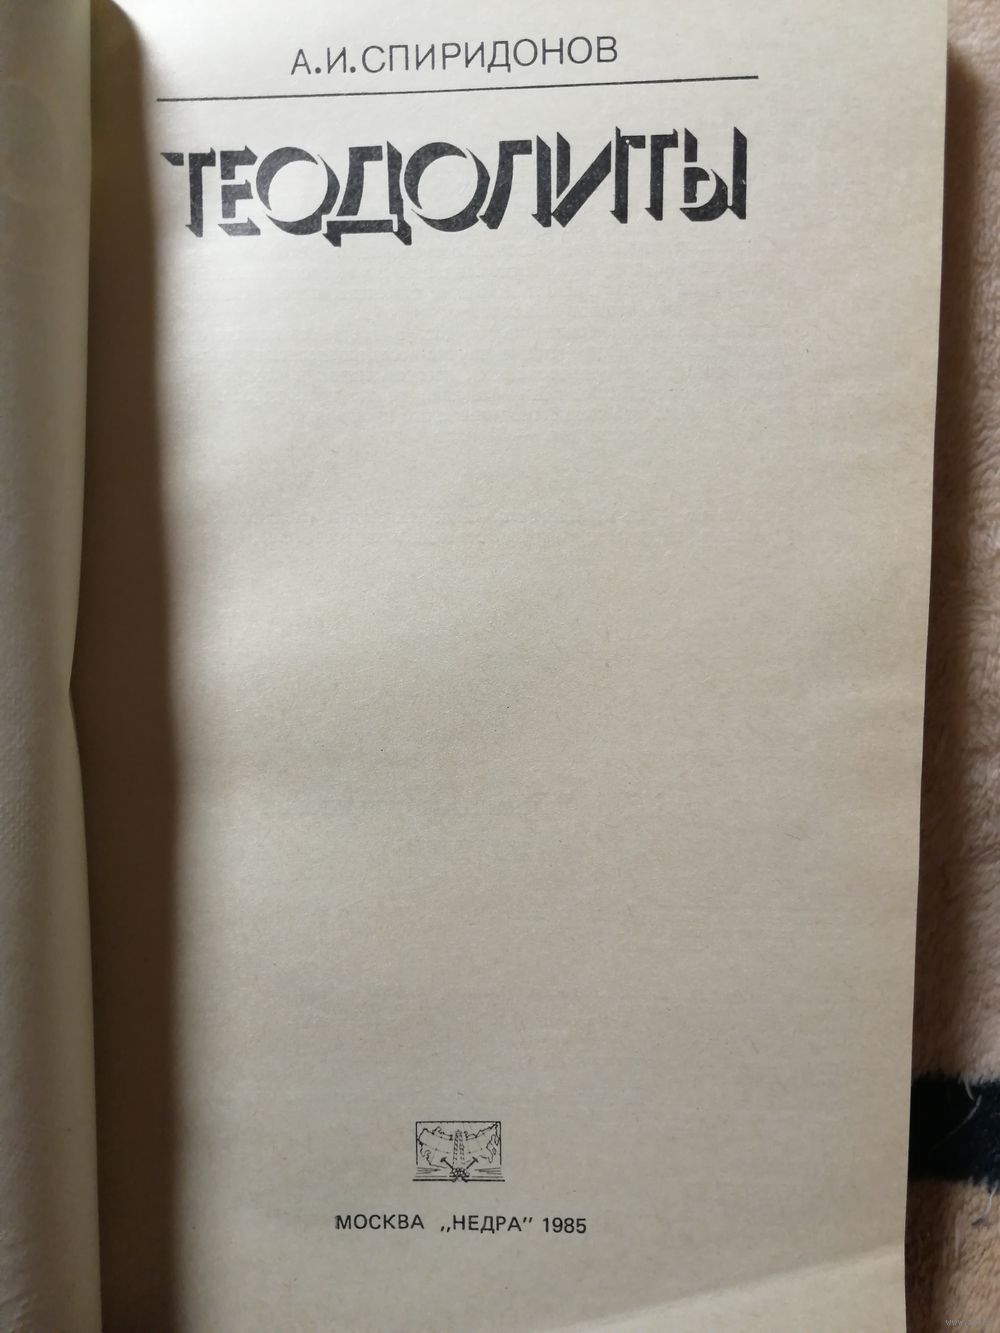 А.И.СПИРИДОНОВ
ТЕОДОЛИТЫ
МОСКВА „НЕДРА” 1985